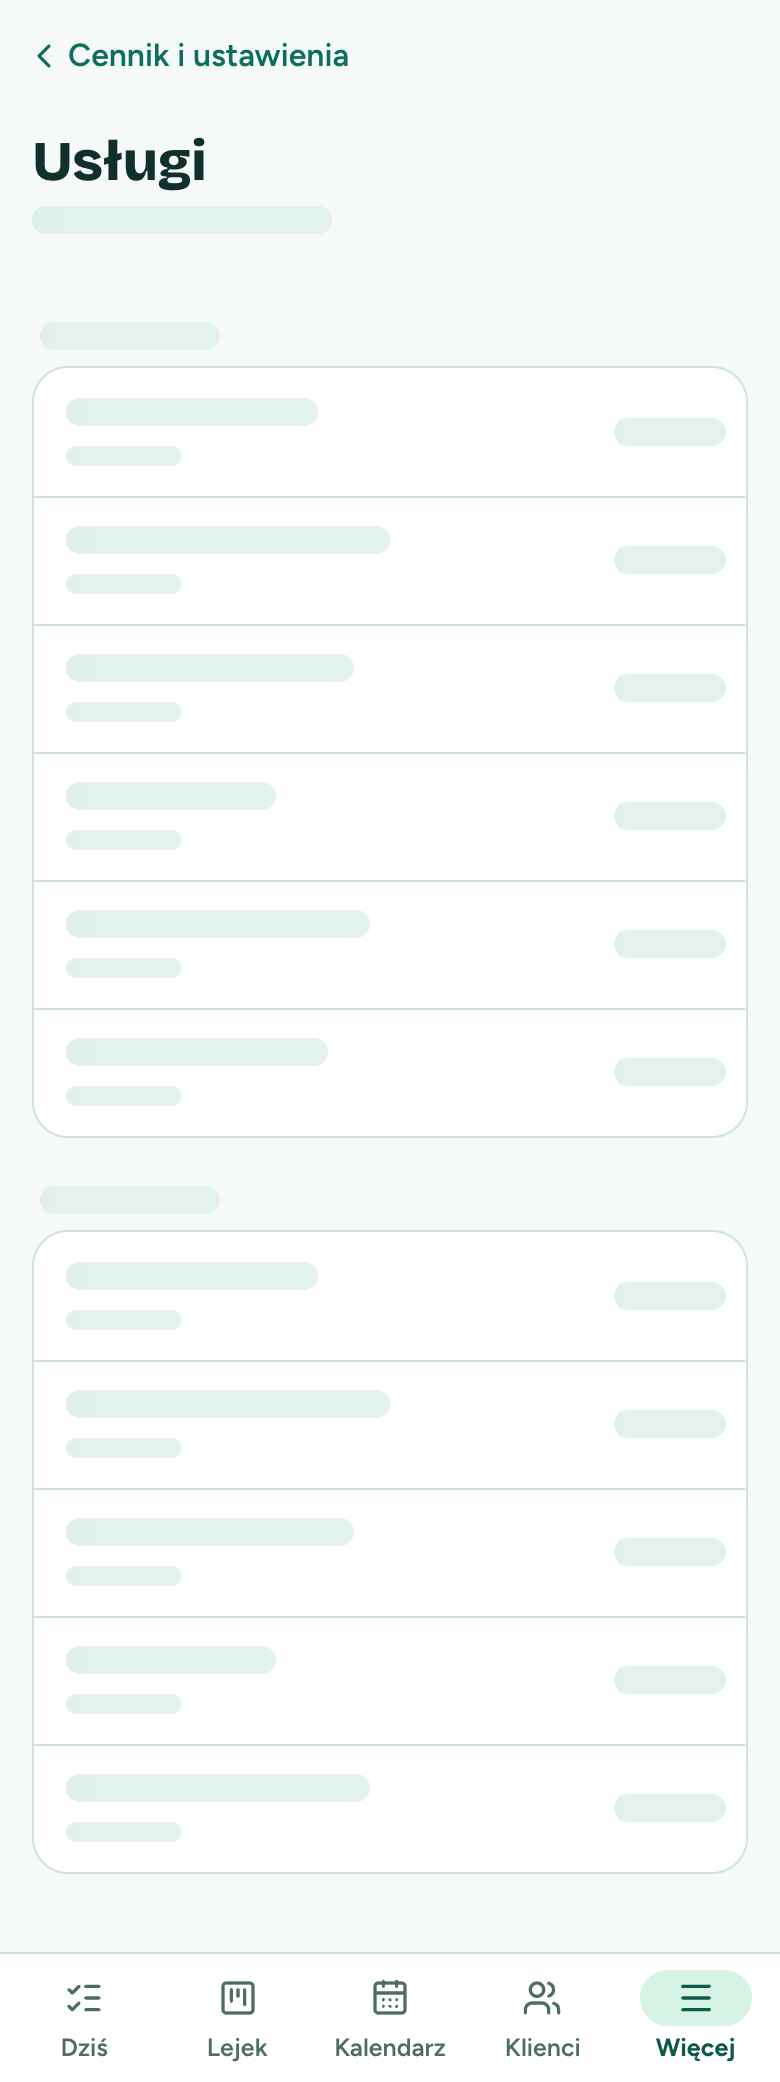 Cennik i ustawienia
Usługi
Dziś
Lejek
Kalendarz
Klienci
Więcej